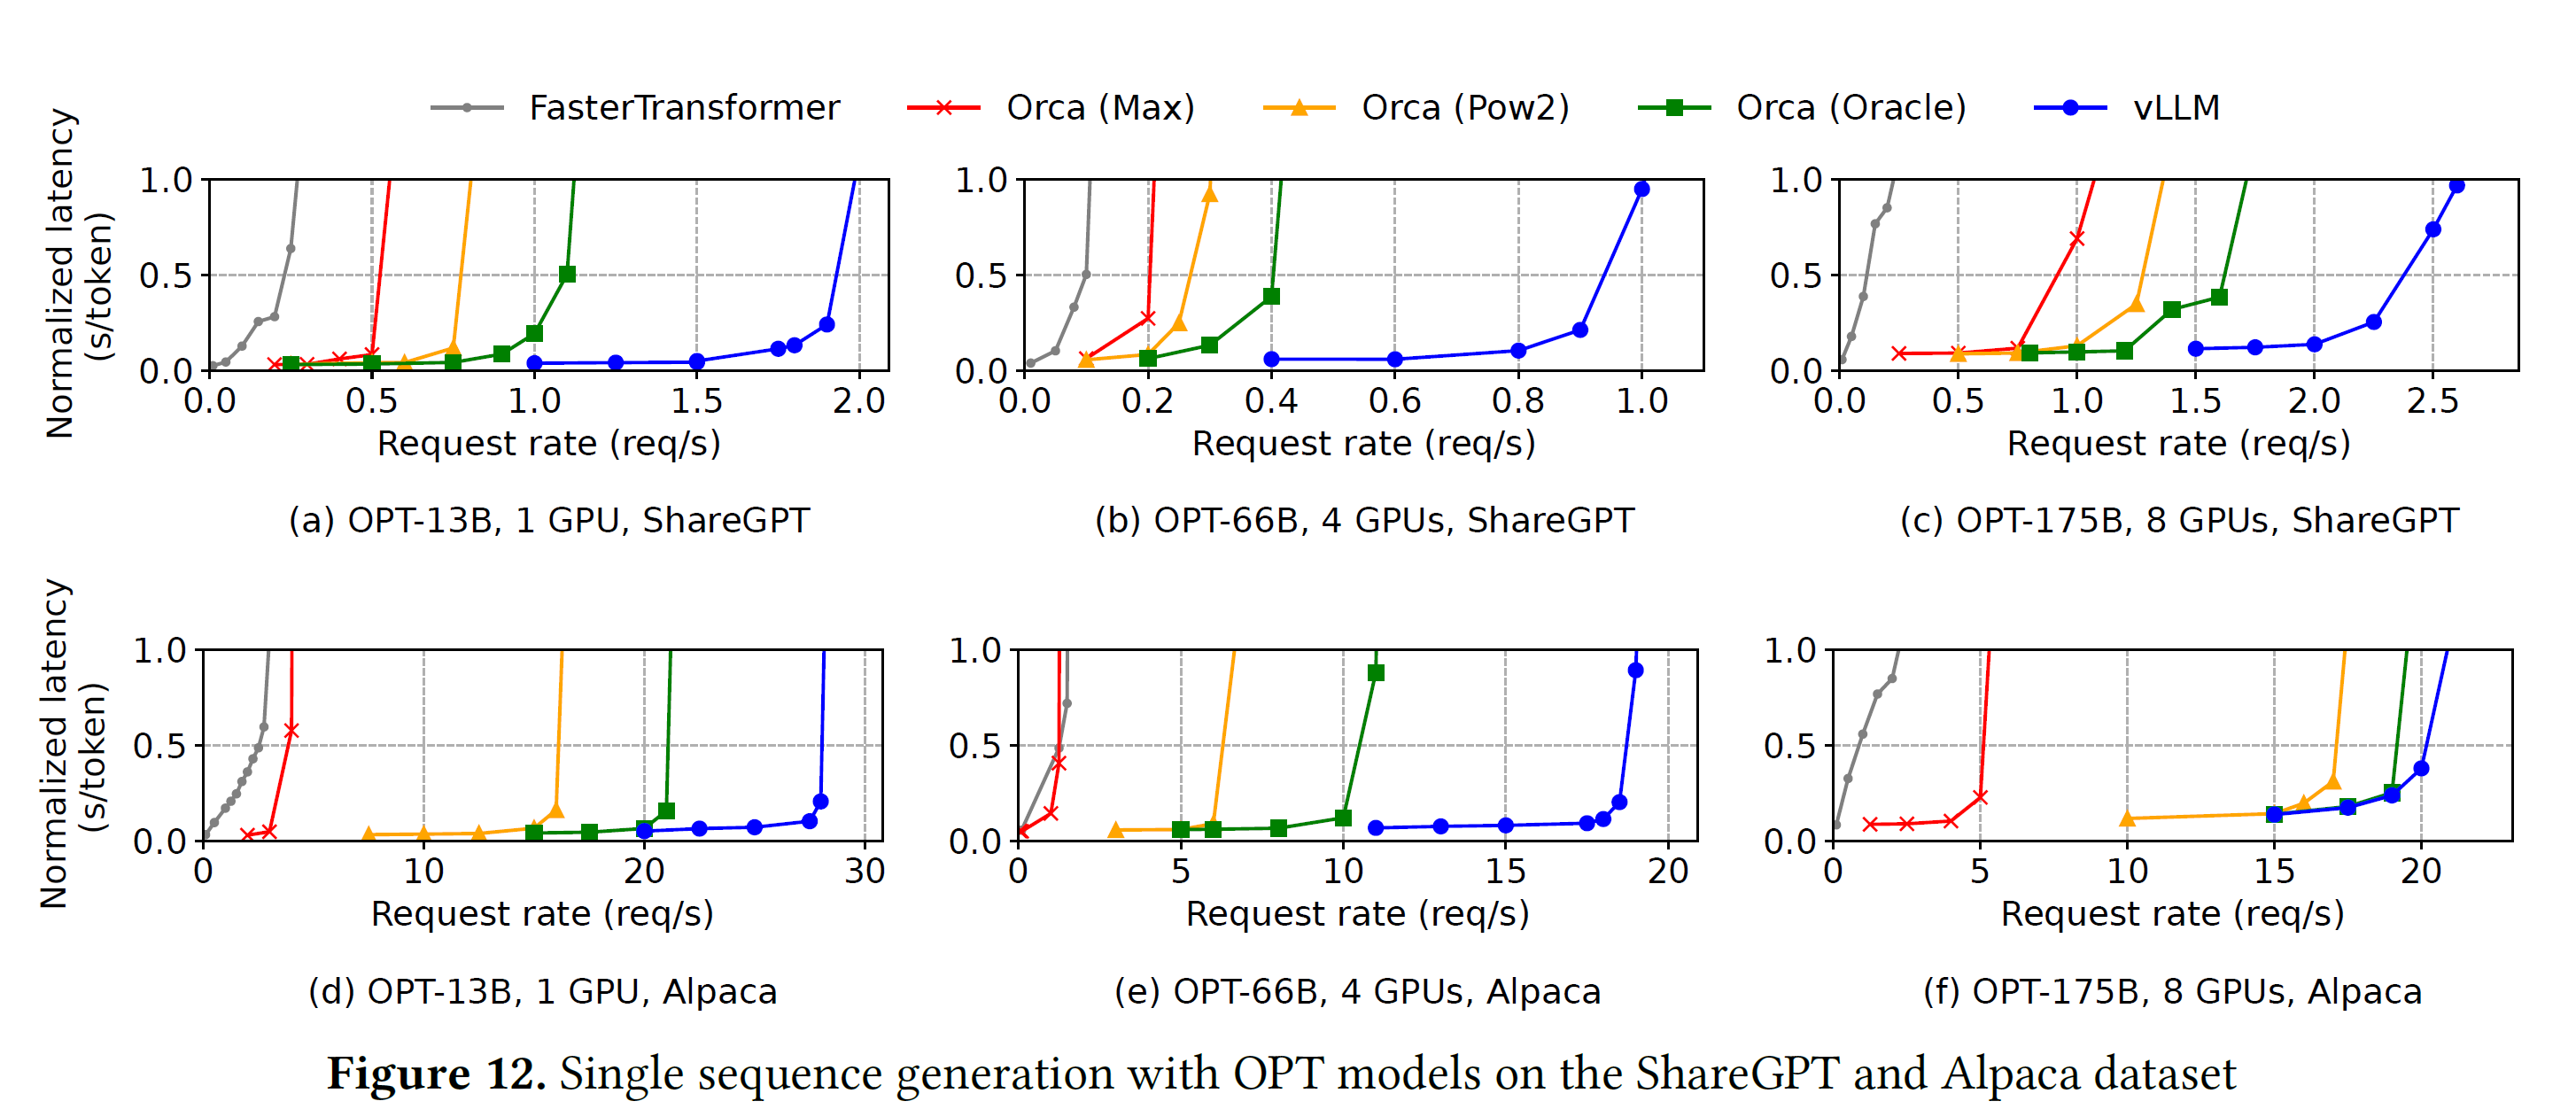 FasterTransformer Orca (Max) Orca (Pow2) Orca (Oracle) vLLM
Normalized latency
(s/token)
1.0
0.5
0.0
0.0 0.5 1.0 1.5 2.0
Request rate (req/s)
(a) OPT-13B, 1 GPU, ShareGPT
1.0
0.5
0.0
0.0 0.2 0.4 0.6 0.8 1.0
Request rate (req/s)
(b) OPT-66B, 4 GPUs, ShareGPT
1.0
0.5
0.0
0.0 0.5 1.0 1.5 2.0 2.5
Request rate (req/s)
(c) OPT-175B, 8 GPUs, ShareGPT
Normalized latency
(s/token)
1.0
0.5
0.0
0 10 20 30
Request rate (req/s)
(d) OPT-13B, 1 GPU, Alpaca
1.0
0.5
0.0
0 5 10 15 20
Request rate (req/s)
(e) OPT-66B, 4 GPUs, Alpaca
1.0
0.5
0.0
0 5 10 15 20
Request rate (req/s)
(f) OPT-175B, 8 GPUs, Alpaca
Figure 12. Single sequence generation with OPT models on the ShareGPT and Alpaca dataset